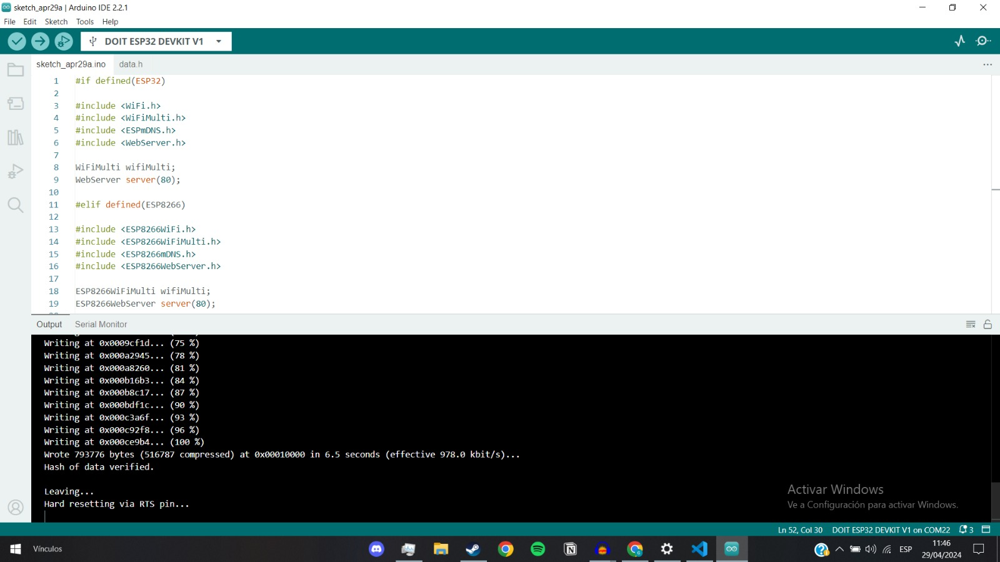 sketch_apr29a | Arduino IDE 2.2.1
File Edit Sketch Tools Help
DOIT ESP32 DEVKIT V1
sketch_apr29a.ino data.h
1 #if defined(ESP32)
2
3 #include <WiFi.h>
4 #include <WiFiMulti.h>
5 #include <ESPmDNS.h>
6 #include <WebServer.h>
7
8 WiFiMulti wifiMulti;
9 WebServer server(80);
10
11 #elif defined(ESP8266)
12
13 #include <ESP8266WiFi.h>
14 #include <ESP8266WiFiMulti.h>
15 #include <ESP8266mDNS.h>
16 #include <ESP8266WebServer.h>
17
18 ESP8266WiFiMulti wifiMulti;
19 ESP8266WebServer server(80);
Output Serial Monitor
Writing at 0x0009cf1d... (75 %)
Writing at 0x000a2945... (78 %)
Writing at 0x000a8260... (81 %)
Writing at 0x000b16b3... (84 %)
Writing at 0x000b8c17... (87 %)
Writing at 0x000bdf1c... (90 %)
Writing at 0x000c3a6f... (93 %)
Writing at 0x000c92f8... (96 %)
Writing at 0x000ce9b4... (100 %)
Wrote 793776 bytes (516787 compressed) at 0x00010000 in 6.5 seconds (effective 978.0 kbit/s)...
Hash of data verified.
Leaving...
Hard resetting via RTS pin...
Activar Windows
Ve a Configuración para activar Windows.
Ln 52, Col 30 DOIT ESP32 DEVKIT V1 on COM22 3
Vínculos
ESP
11:46
29/04/2024